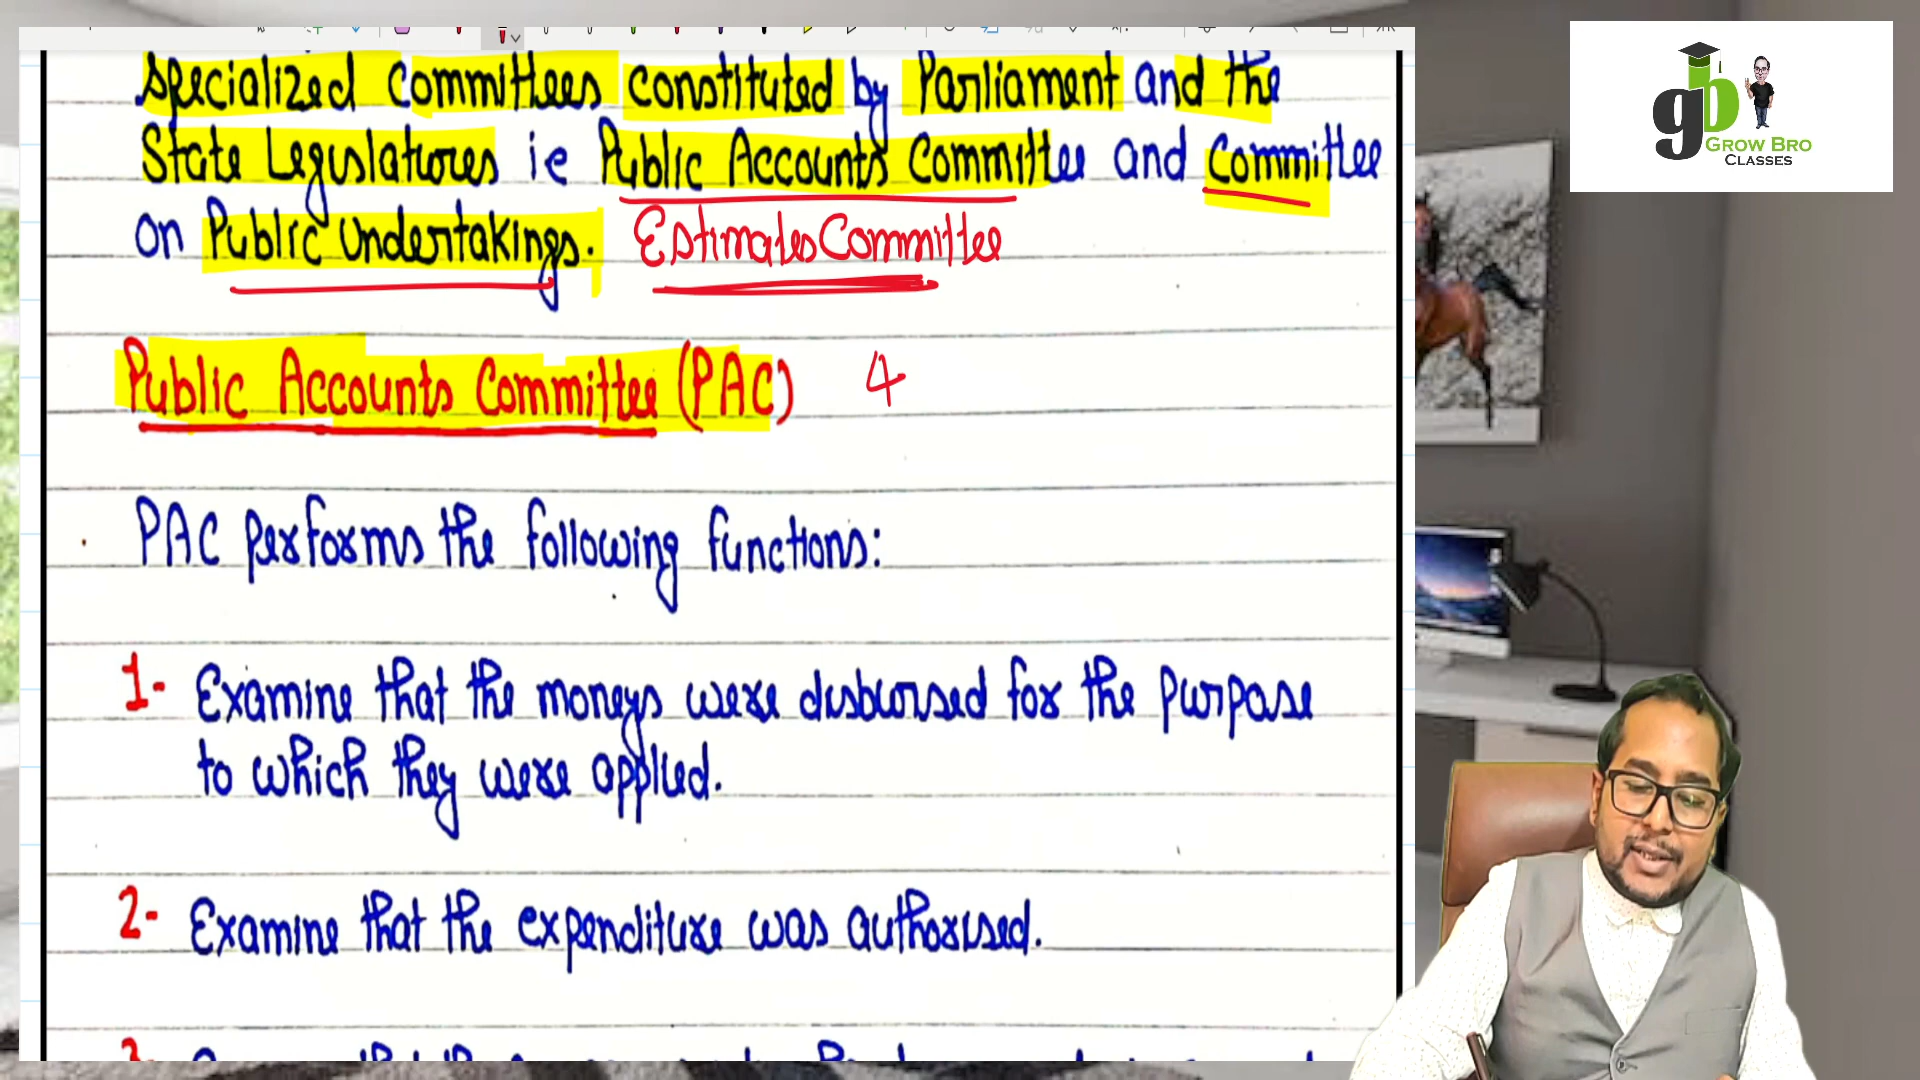 Specialized Committees constituted by Parliament and the
State Legislatures ie Public Accounts Committee and Committee
on Public Undertakings. Estimates Committee
Public Accounts Committee (PAC) 4
PAC performs the following functions:
1- Examine that the moneys were disbursed for the purpose
to which they were applied.
2- Examine that the expenditure was authorised.
gb
GROW BRO
CLASSES